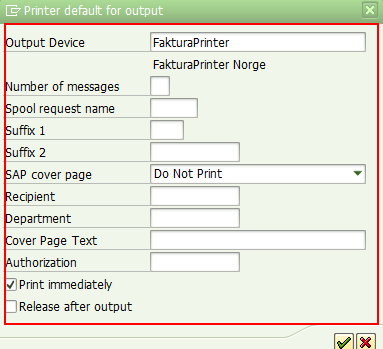 Printer default for output
Output Device FakturaPrinter
FakturaPrinter Norge
Number of messages
Spool request name
Suffix 1
Suffix 2
SAP cover page Do Not Print
Recipient
Department
Cover Page Text
Authorization
Print immediately
Release after output